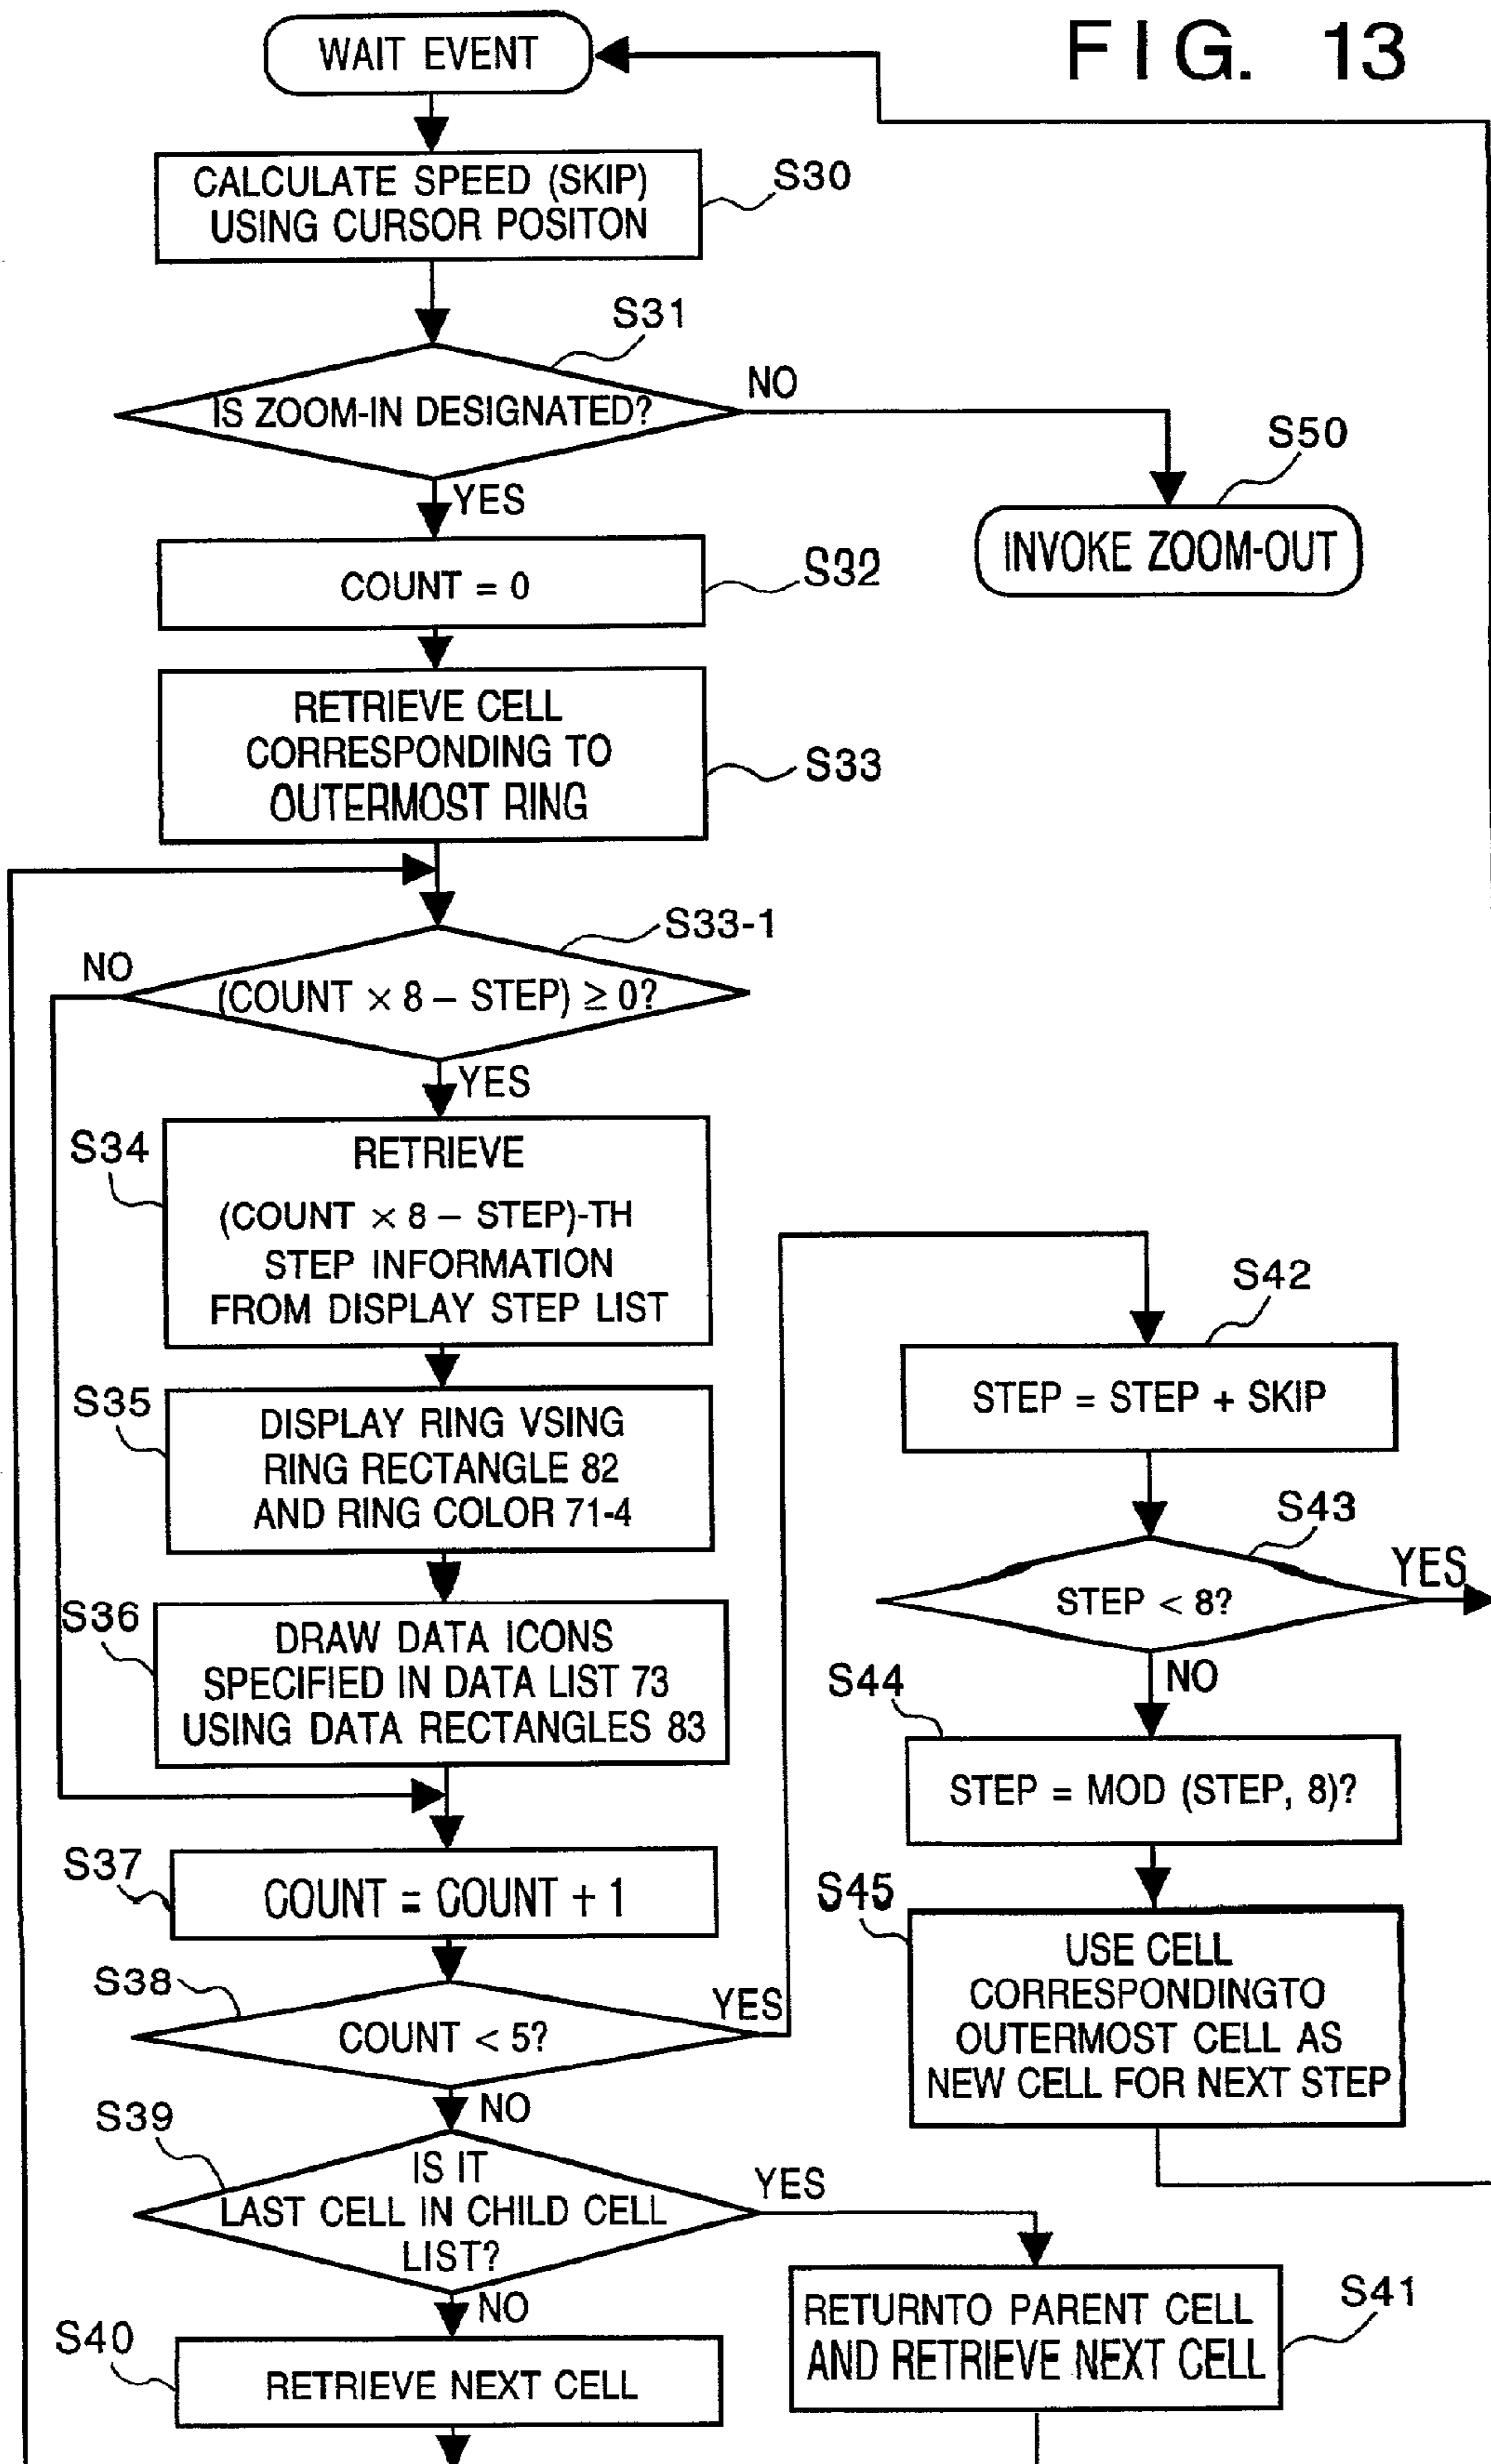 FIG. 13
WAIT EVENT
CALCULATE SPEED (SKIP)
USING CURSOR POSITON
S30
S31
IS ZOOM-IN DESIGNATED?
NO
YES
S50
INVOKE ZOOM-OUT
COUNT = 0
S32
RETRIEVE CELL
CORRESPONDING TO
OUTERMOST RING
S33
S33-1
NO
(COUNT × 8 – STEP) ≥ 0?
YES
S34
RETRIEVE
(COUNT × 8 – STEP)-TH
STEP INFORMATION
FROM DISPLAY STEP LIST
S35
DISPLAY RING VSING
RING RECTANGLE 82
AND RING COLOR 71-4
S36
DRAW DATA ICONS
SPECIFIED IN DATA LIST 73
USING DATA RECTANGLES 83
S37
COUNT = COUNT + 1
S38
COUNT < 5?
YES
NO
S39
IS IT
LAST CELL IN CHILD CELL
LIST?
YES
NO
S40
RETRIEVE NEXT CELL
RETURNTO PARENT CELL
AND RETRIEVE NEXT CELL
S41
S42
STEP = STEP + SKIP
S43
STEP < 8?
YES
NO
S44
STEP = MOD (STEP, 8)?
S45
USE CELL
CORRESPONDINGTO
OUTERMOST CELL AS
NEW CELL FOR NEXT STEP